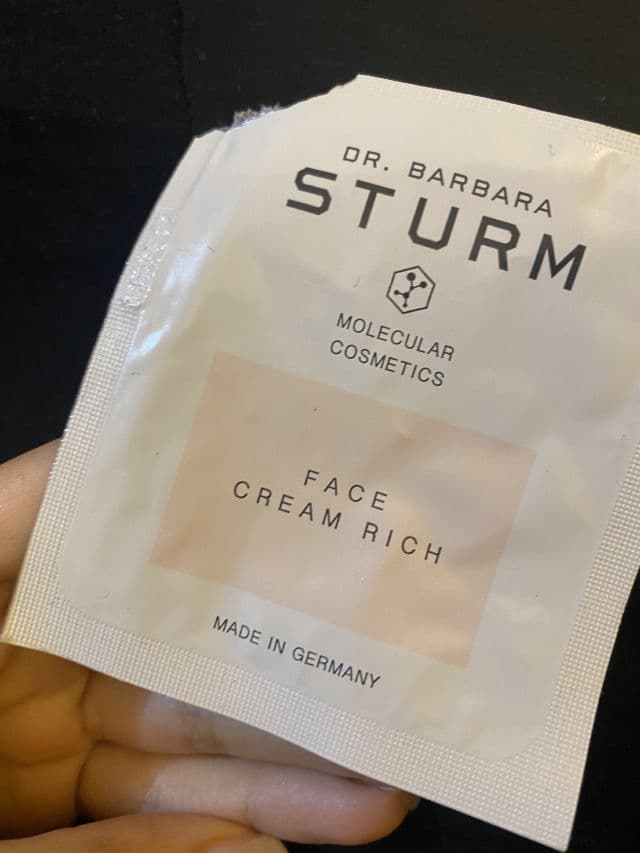 DR. BARBARA
STURM
MOLECULAR
COSMETICS
FACE
CREAM RICH
MADE IN GERMANY